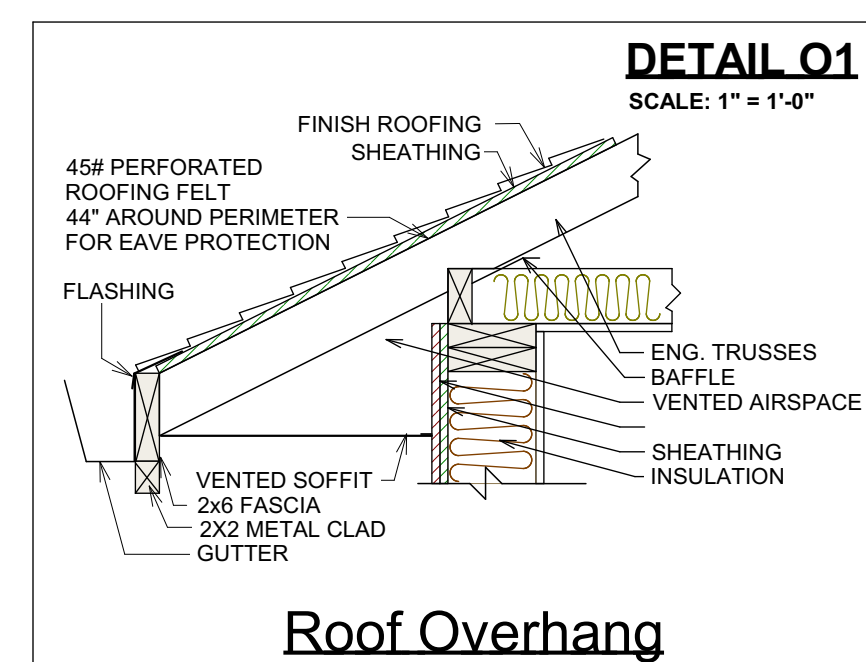 DETAIL O1
SCALE: 1" = 1'-0"
FINISH ROOFING
SHEATHING
45# PERFORATED
ROOFING FELT
44" AROUND PERIMETER
FOR EAVE PROTECTION
FLASHING
ENG. TRUSSES
BAFFLE
VENTED AIRSPACE
SHEATHING
INSULATION
VENTED SOFFIT
2x6 FASCIA
2X2 METAL CLAD
GUTTER
Roof Overhang